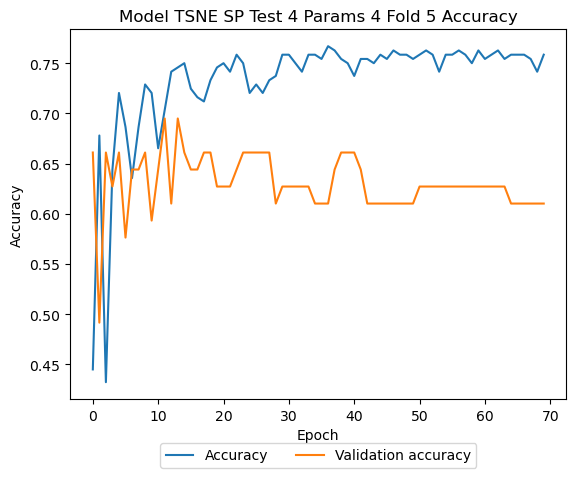 Model TSNE SP Test 4 Params 4 Fold 5 Accuracy
0.75
0.70
0.65
0.60
0.55
0.50
0.45
Accuracy
0 10 20 30 40 50 60 70
Epoch
Accuracy Validation accuracy